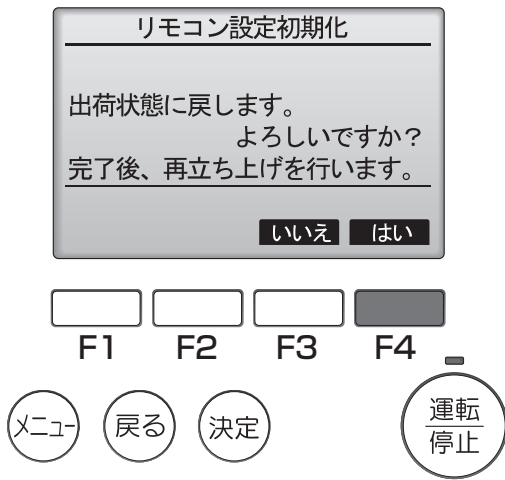 リモコン設定初期化
出荷状態に戻します。
よろしいですか？
完了後、再立ち上げを行います。
いいえ はい
F1 F2 F3 F4
メニュー 戻る 決定 運転
停止